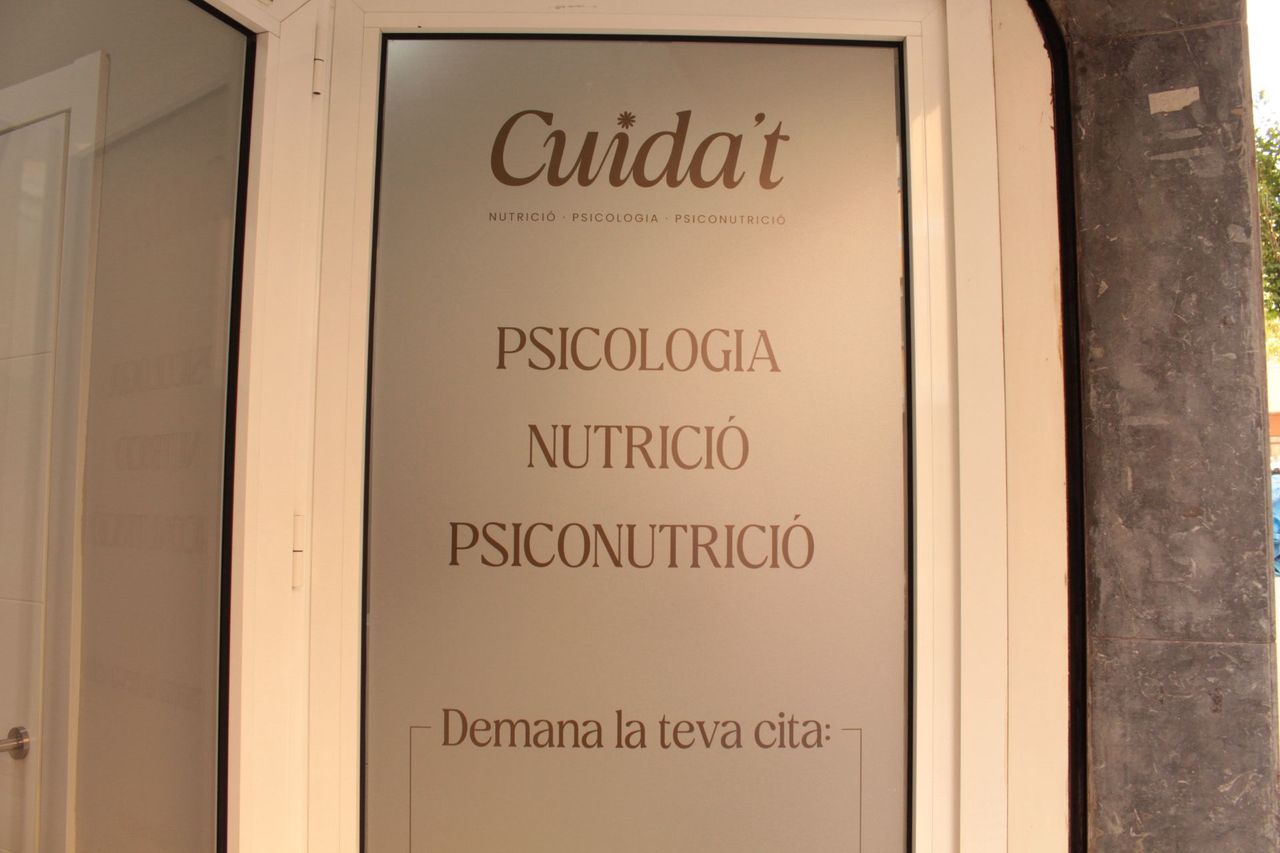 Cuida't
NUTRICIÓ · PSICOLOGIA · PSICONUTRICIÓ
PSICOLOGIA
NUTRICIÓ
PSICONUTRICIÓ
Demana la teva cita: